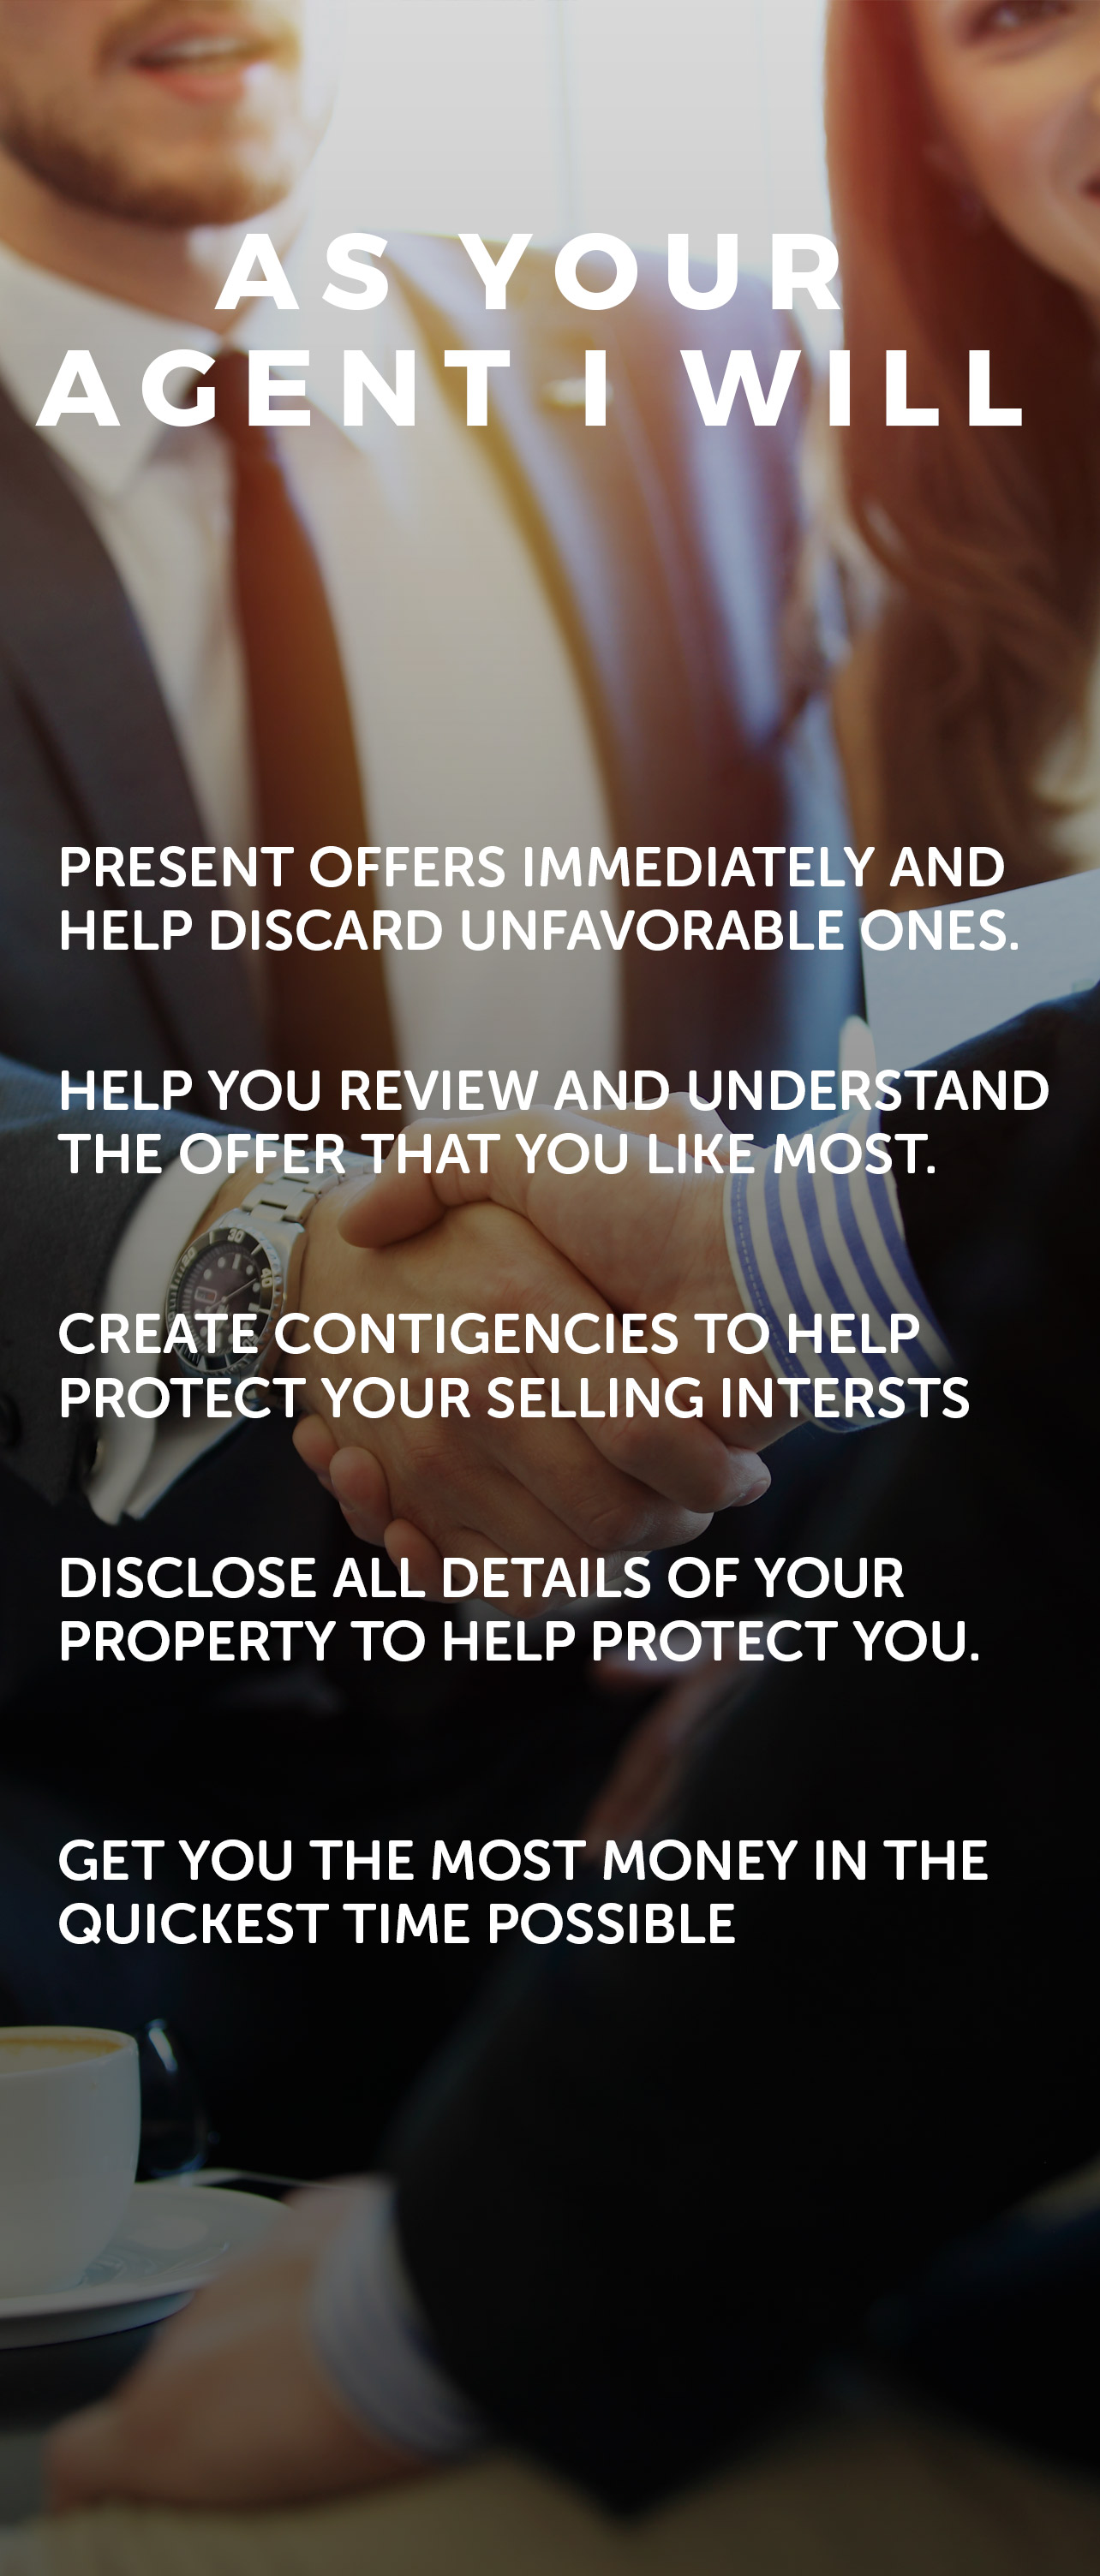 AS YOUR
AGENT I WILL
PRESENT OFFERS IMMEDIATELY AND
HELP DISCARD UNFAVORABLE ONES.
HELP YOU REVIEW AND UNDERSTAND
THE OFFER THAT YOU LIKE MOST.
CREATE CONTIGENCIES TO HELP
PROTECT YOUR SELLING INTERSTS
DISCLOSE ALL DETAILS OF YOUR
PROPERTY TO HELP PROTECT YOU.
GET YOU THE MOST MONEY IN THE
QUICKEST TIME POSSIBLE